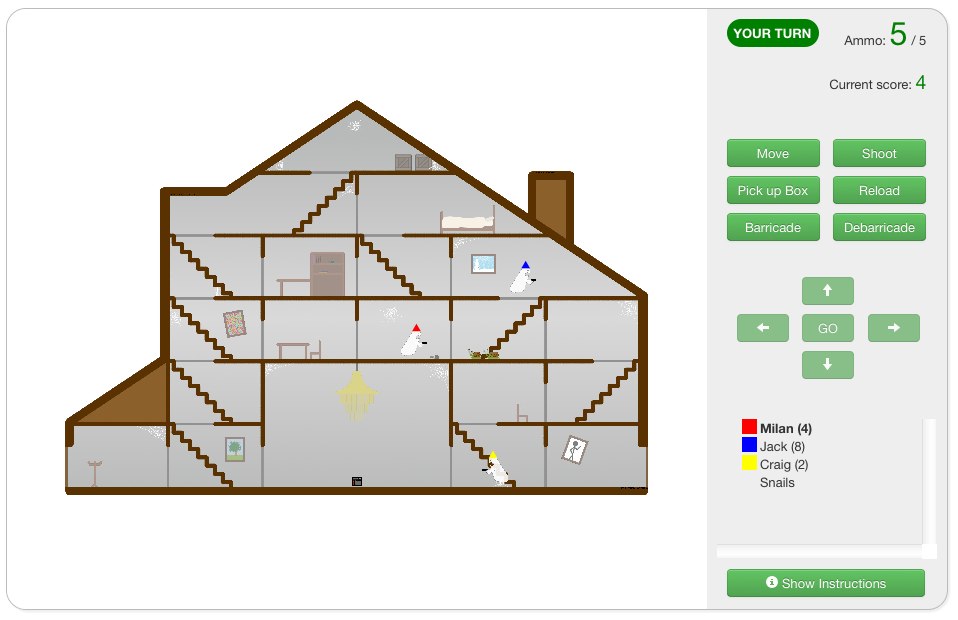 YOUR TURN
Ammo: 5 / 5
Current score: 4
Move
Shoot
Pick up Box
Reload
Barricade
Debarricade
GO
Milan (4)
Jack (8)
Craig (2)
Snails
Show Instructions